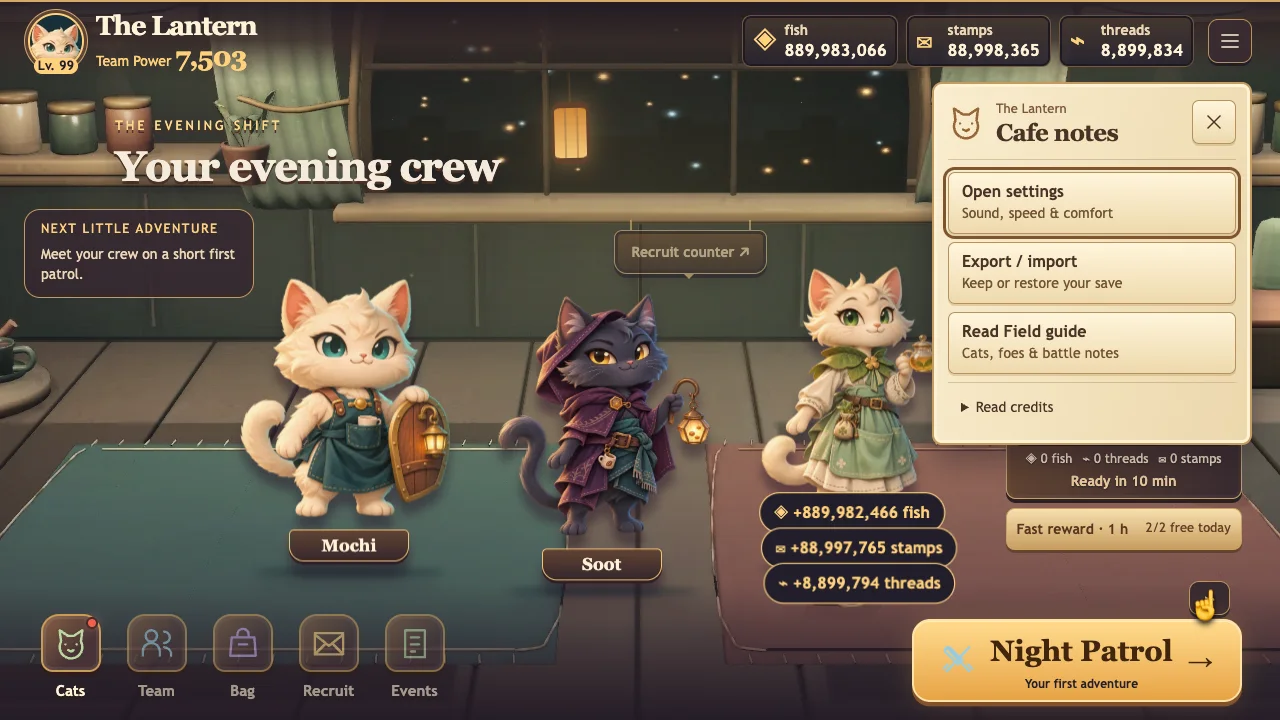 The Lantern
Lv. 99
Team Power 7,503
fish
889,983,066
stamps
88,998,365
threads
8,899,834
THE EVENING SHIFT
Your evening crew
NEXT LITTLE ADVENTURE
Meet your crew on a short first
patrol.
Recruit counter ↗
The Lantern
Cafe notes
Open settings
Sound, speed & comfort
Export / import
Keep or restore your save
Read Field guide
Cats, foes & battle notes
Read credits
0 fish 0 threads 0 stamps
Ready in 10 min
Fast reward · 1 h 2/2 free today
+889,982,466 fish
+88,997,765 stamps
+8,899,794 threads
Mochi
Soot
Cats
Team
Bag
Recruit
Events
Night Patrol →
Your first adventure